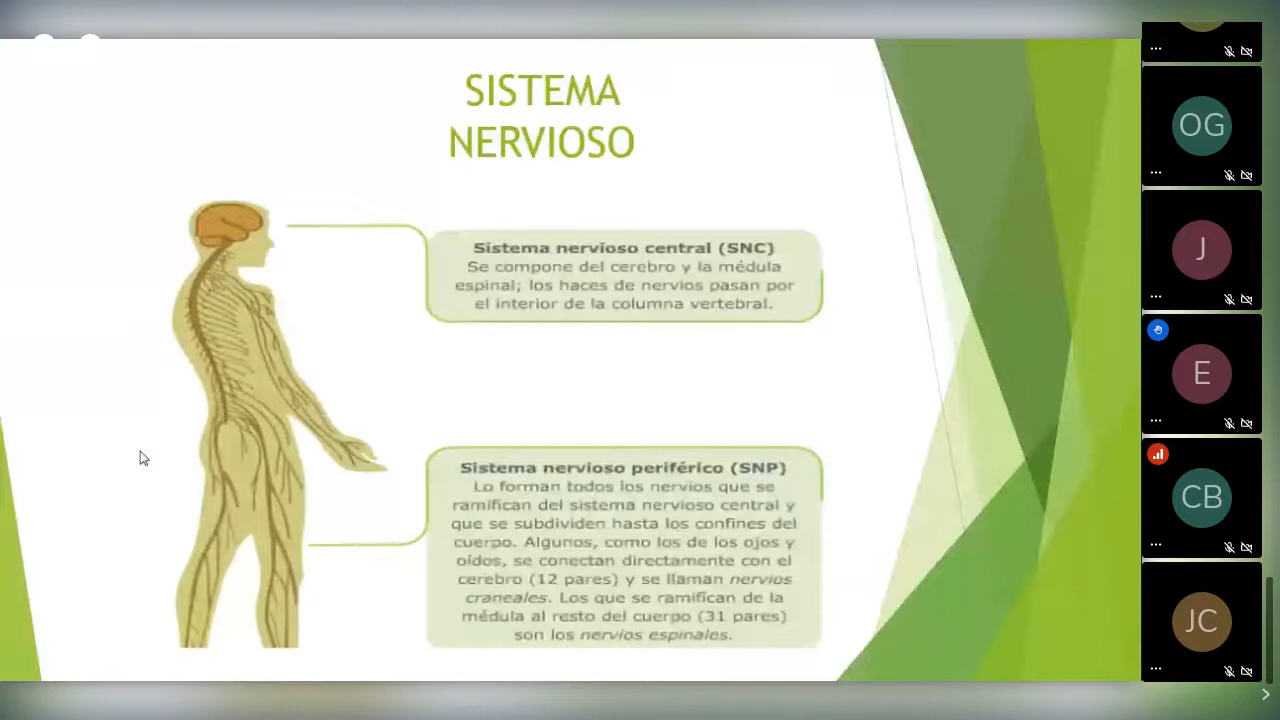 SISTEMA
NERVIOSO
Sistema nervioso central (SNC)
Se compone del cerebro y la médula
espinal; los haces de nervios pasan por
el interior de la columna vertebral.
Sistema nervioso periférico (SNP)
Lo forman todos los nervios que se
ramifican del sistema nervioso central y
que se subdividen hasta los confines del
cuerpo. Algunos, como los de los ojos y
oídos, se conectan directamente con el
cerebro (12 pares) y se llaman nervios
craneales. Los que se ramifican de la
médula al resto del cuerpo (31 pares)
son los nervios espinales.
OG
J
E
CB
JC